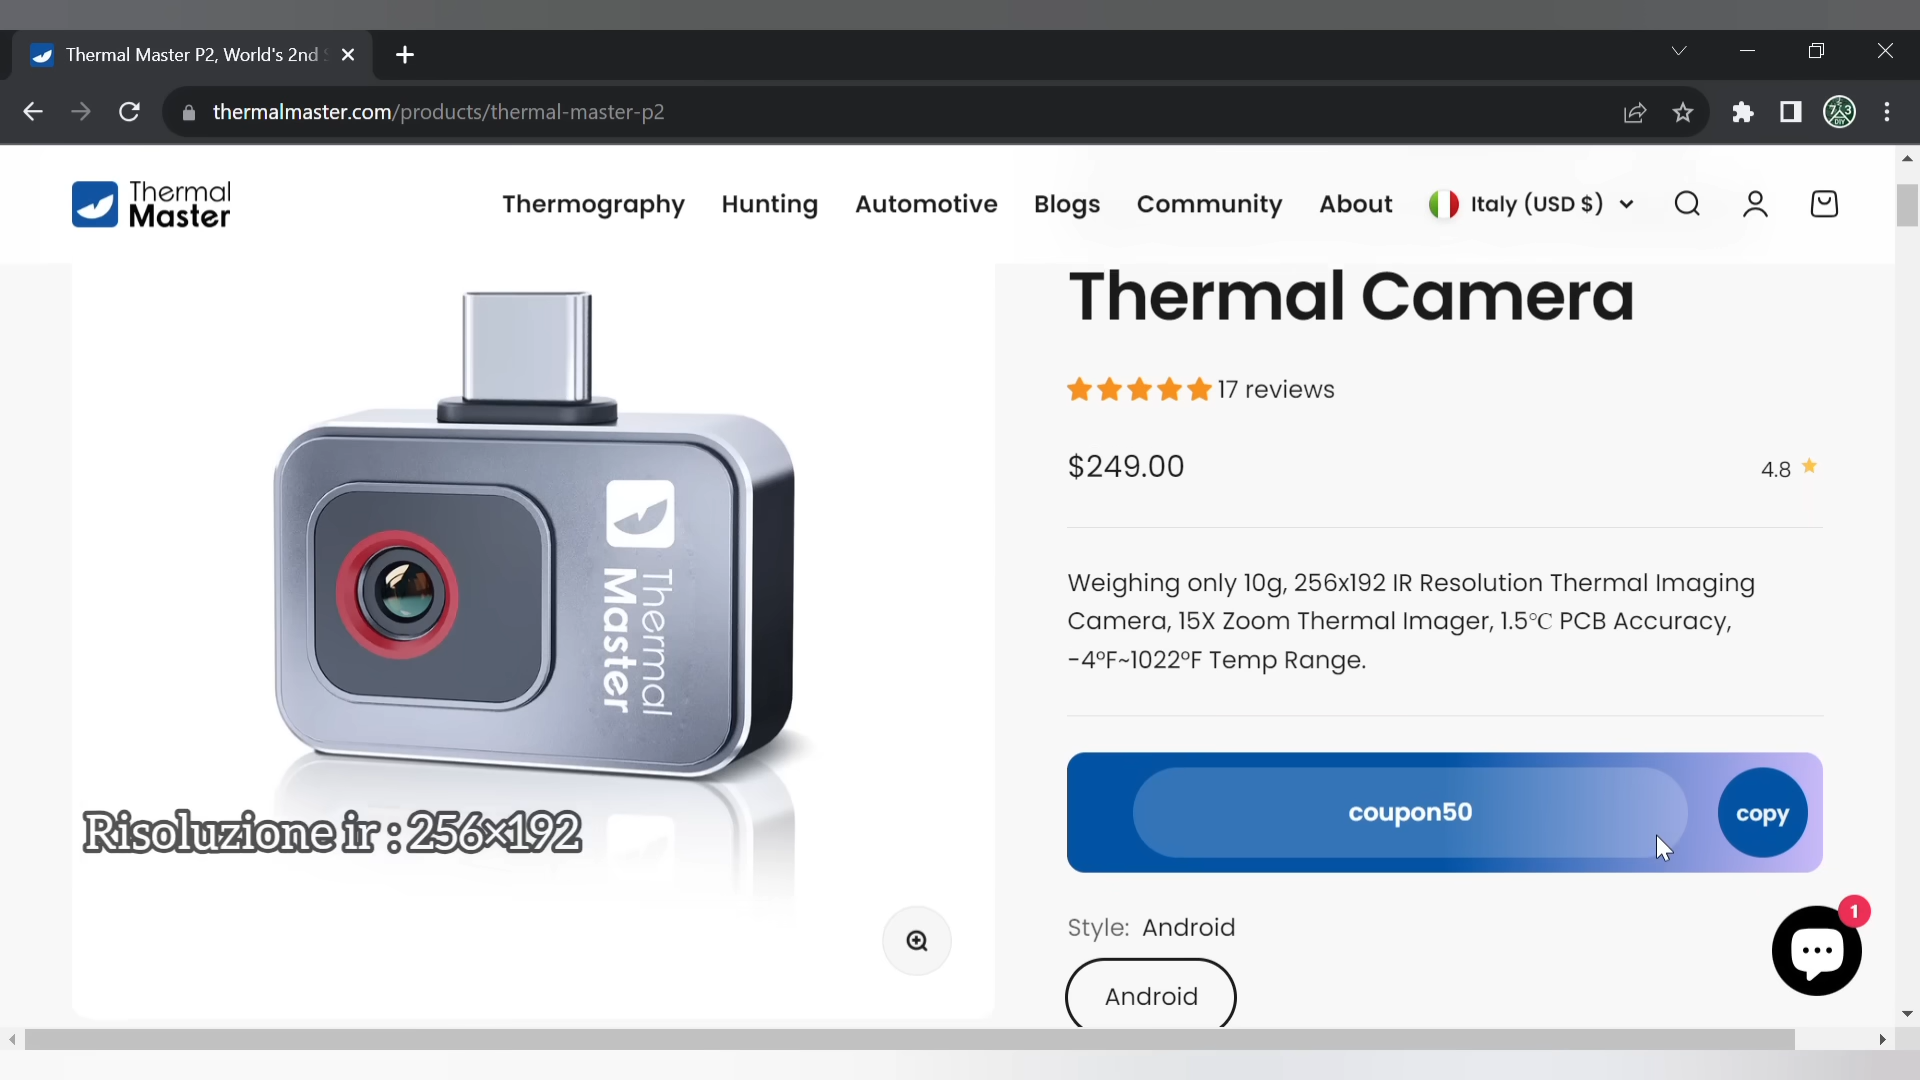 Thermal Master P2, World's 2nd
thermalmaster.com/products/thermal-master-p2
Thermal
Master
Thermography
Hunting
Automotive
Blogs
Community
About
Italy (USD $)
Thermal Camera
17 reviews
$249.00
4.8
Weighing only 10g, 256x192 IR Resolution Thermal Imaging
Camera, 15X Zoom Thermal Imager, 1.5℃ PCB Accuracy,
-4°F~1022°F Temp Range.
coupon50
copy
Style: Android
Android
1
Thermal
Master
Risoluzione ir : 256×192